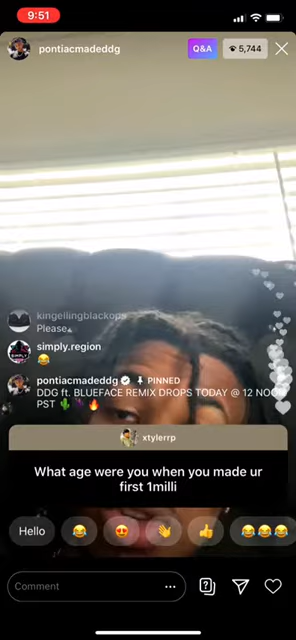 9:51
pontiacmadeddg
Q&A
5,744
kingellingblackops
Please
simply.region
pontiacmadeddg PINNED
DDG ft. BLUEFACE REMIX DROPS TODAY @ 12 NOON
PST
xtylerrp
What age were you when you made ur
first 1milli
Hello
Comment